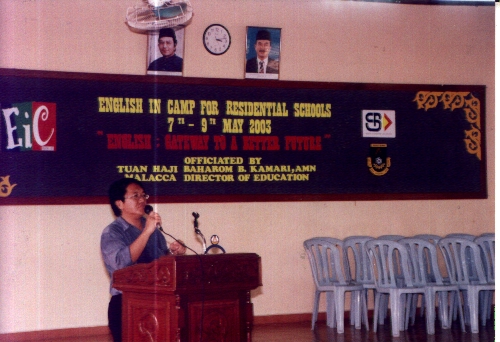 EiC
ENGLISH IN CAMP FOR RESIDENTIAL SCHOOLS
7TH - 9TH MAY 2003
"ENGLISH : GATEWAY TO A BETTER FUTURE"
OFFICIATED BY
TUAN HAJI BAHAROM B. KAMARI, AMN
MALACCA DIRECTOR OF EDUCATION